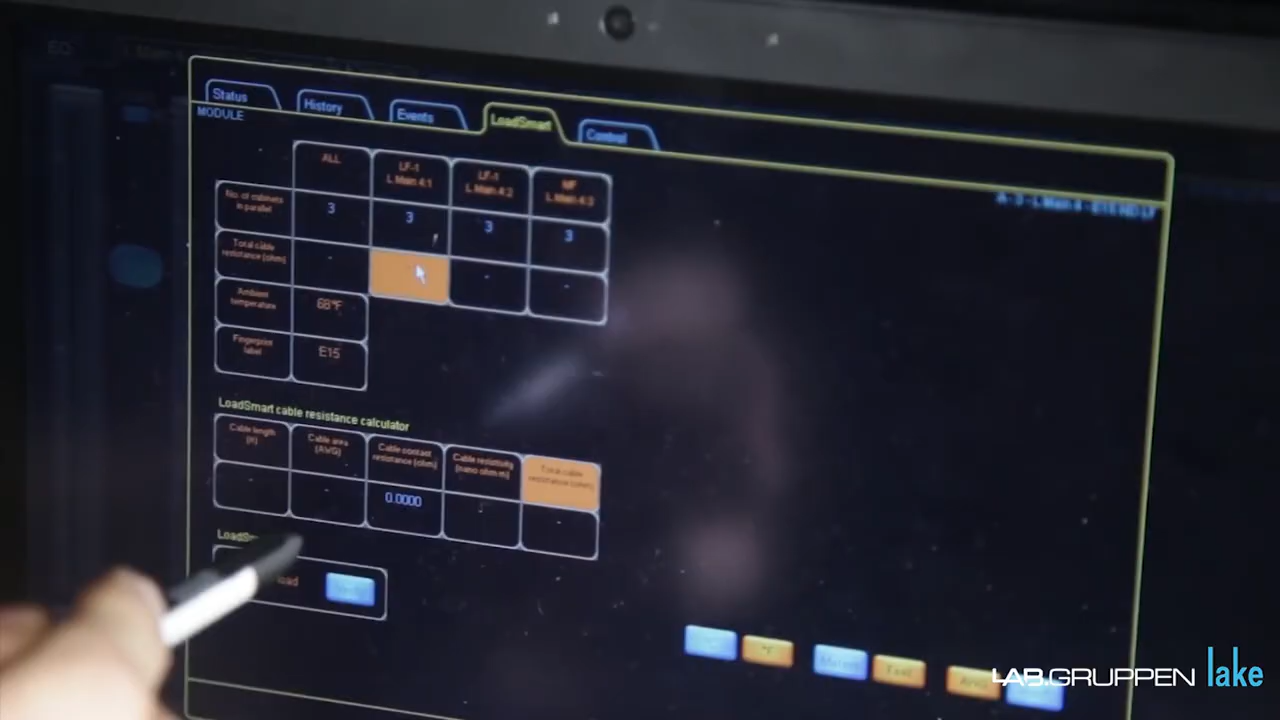 Status
History
Events
LoadSmart
Control
MODULE
ALL
LF-1
L Main 4:1
LF-1
L Main 4:2
MF
L Main 4:3
No. of cabinets
in parallel
3
3
3
3
Total cable
resistance (ohm)
-
-
-
Ambient
temperature
68°F
Fingerprint
label
E15
LoadSmart cable resistance calculator
Cable length
(ft)
Cable area
(AWG)
Cable contact
resistance (ohm)
Cable resistivity
(nano ohm·m)
Total cable
resistance (ohm)
-
-
0.0000
-
-
LoadS
load
°F
Feet
LAB.GRUPPEN lake